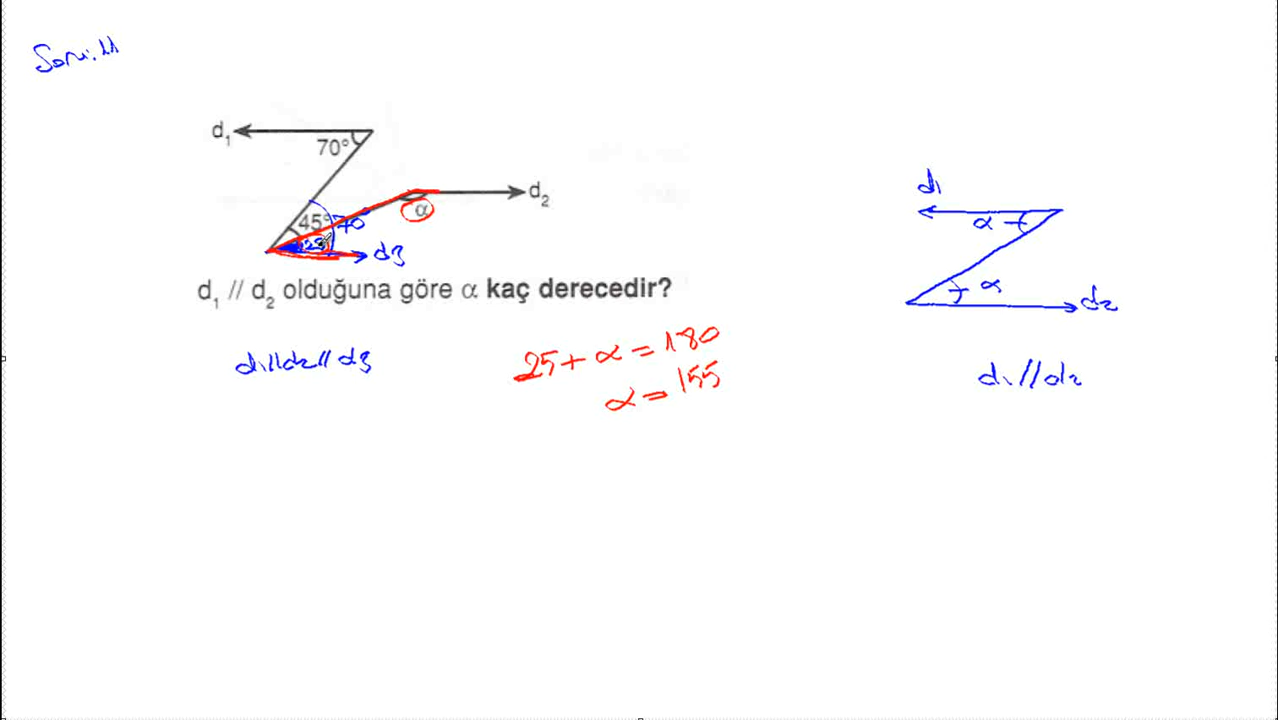 Soru: 11
d₁
70°
d₂
α
45°
70
25
d₃
d₁ // d₂ olduğuna göre α kaç derecedir?
d₁//d₂//d₃
25 + α = 180
α = 155
d₁
α
α
d₂
d₁//d₂